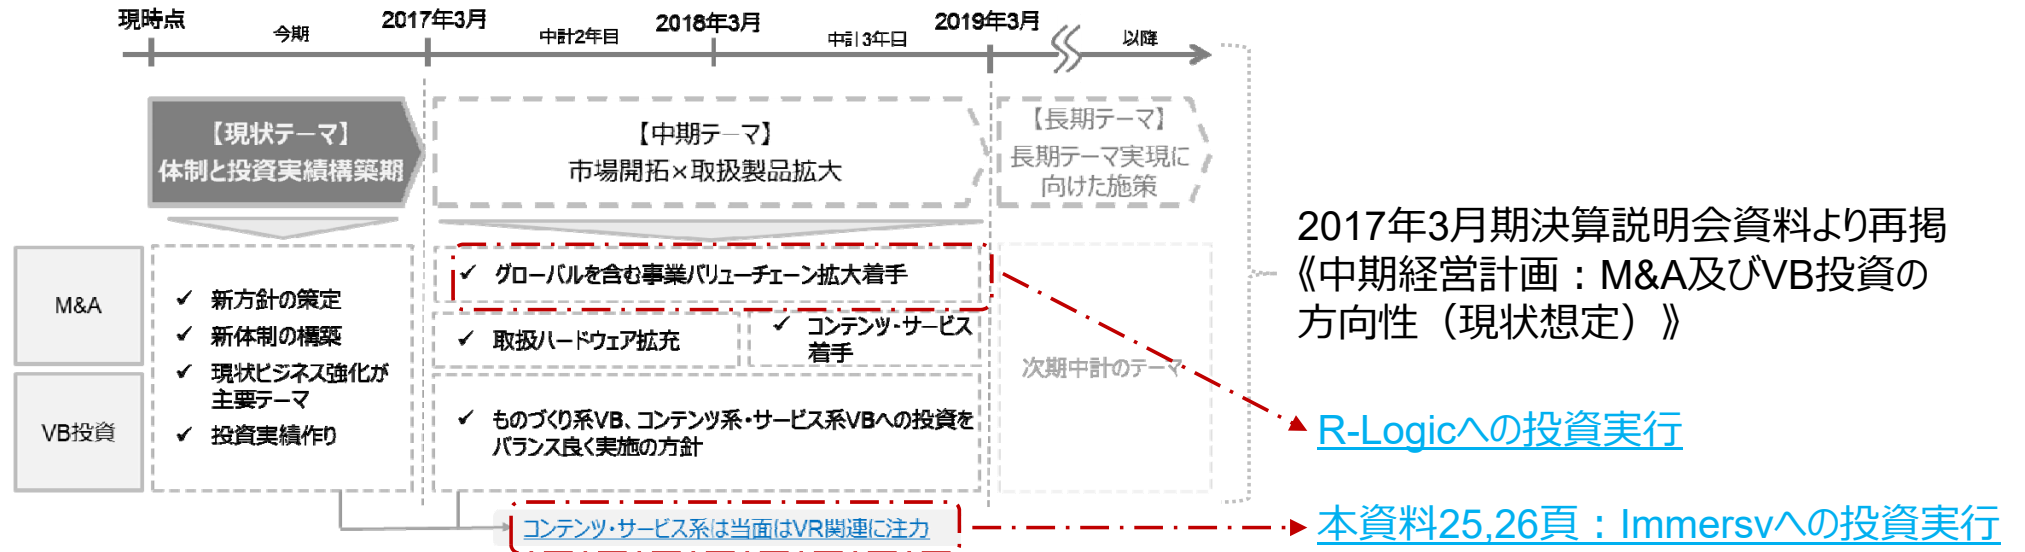 現時点
今期
2017年3月
中計2年目
2018年3月
中計3年目
2019年3月
以降
【現状テーマ】
体制と投資実績構築期
【中期テーマ】
市場開拓×取扱製品拡大
【長期テーマ】
長期テーマ実現に
向けた施策
M&A
VB投資
✓ 新方針の策定
✓ 新体制の構築
✓ 現状ビジネス強化が
主要テーマ
✓ 投資実績作り
✓ グローバルを含む事業バリューチェーン拡大着手
✓ 取扱ハードウェア拡充
✓ コンテンツ・サービス
着手
✓ ものづくり系VB、コンテンツ系・サービス系VBへの投資を
バランス良く実施の方針
次期中計のテーマ
コンテンツ・サービス系は当面はVR関連に注力
2017年3月期決算説明会資料より再掲
《中期経営計画：M&A及びVB投資の
方向性（現状想定）》
R-Logicへの投資実行
本資料25,26頁：Immersvへの投資実行